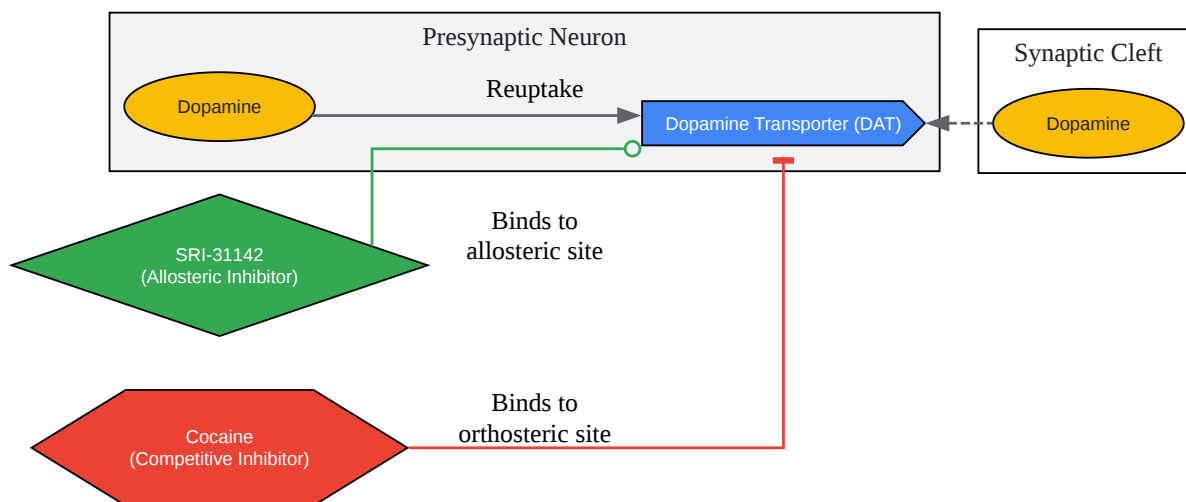 Presynaptic Neuron
Synaptic Cleft
Dopamine
Reuptake
Dopamine Transporter (DAT)
Dopamine
SRI-31142
(Allosteric Inhibitor)
Binds to
allosteric site
Cocaine
(Competitive Inhibitor)
Binds to
orthosteric site